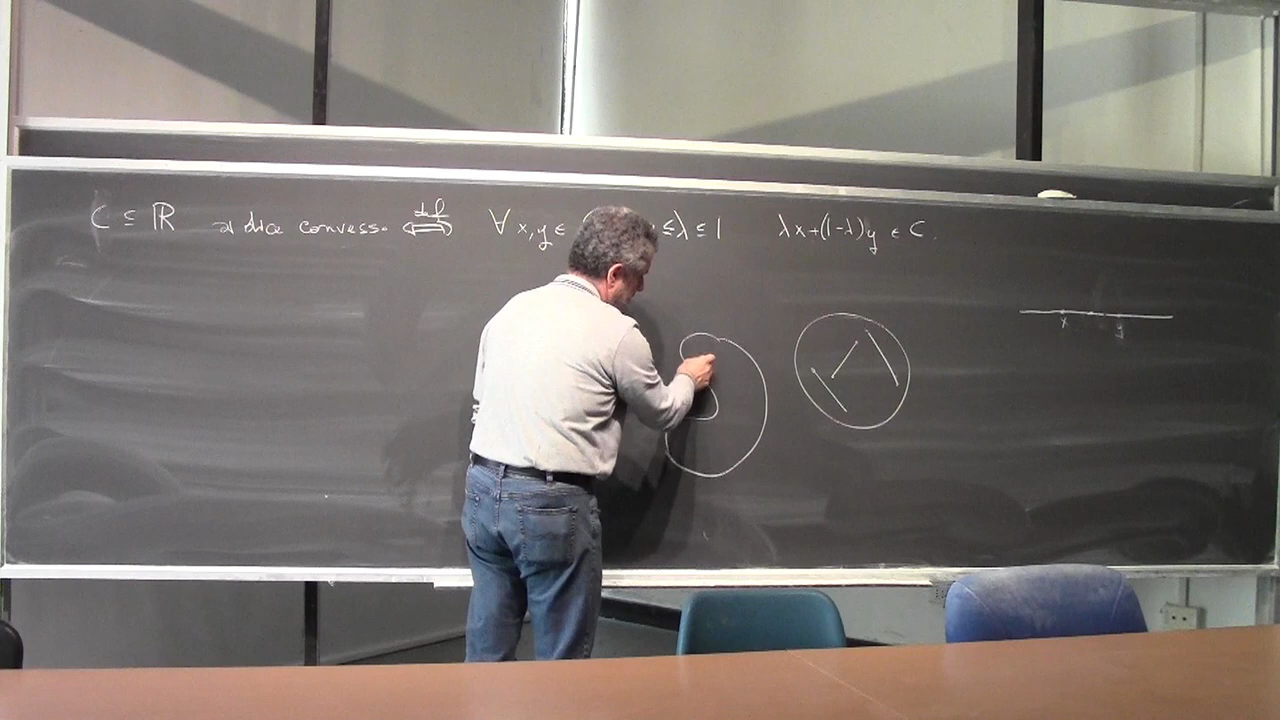 C ⊆ ℝ si dice convesso ⟺ def ∀ x, y ∈ ≤ λ ≤ 1 λx+(1-λ)y ∈ C.
x y